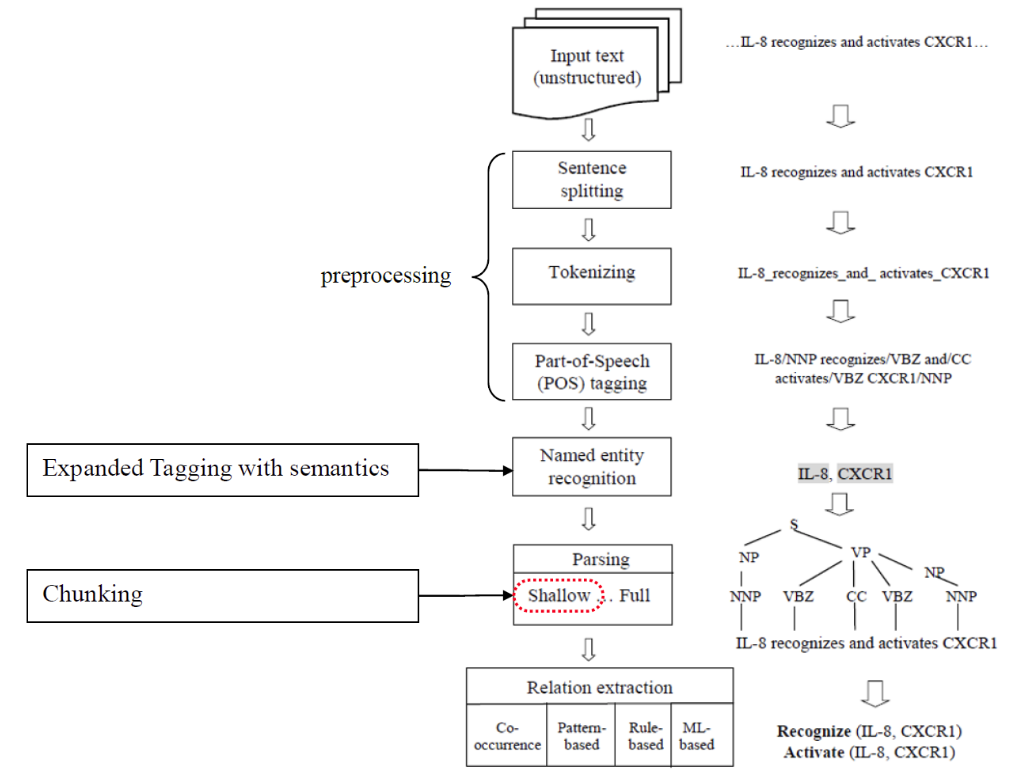 Input text
(unstructured)
…IL-8 recognizes and activates CXCR1…
preprocessing
Sentence
splitting
IL-8 recognizes and activates CXCR1
Tokenizing
IL-8_recognizes_and_ activates_CXCR1
Part-of-Speech
(POS) tagging
IL-8/NNP recognizes/VBZ and/CC
activates/VBZ CXCR1/NNP
Expanded Tagging with semantics
Named entity
recognition
IL-8, CXCR1
Chunking
Parsing
Shallow … Full
S
NP
VP
NP
NNP VBZ CC VBZ NNP
IL-8 recognizes and activates CXCR1
Relation extraction
Co-
occurrence
Pattern-
based
Rule-
based
ML-
based
Recognize (IL-8, CXCR1)
Activate (IL-8, CXCR1)